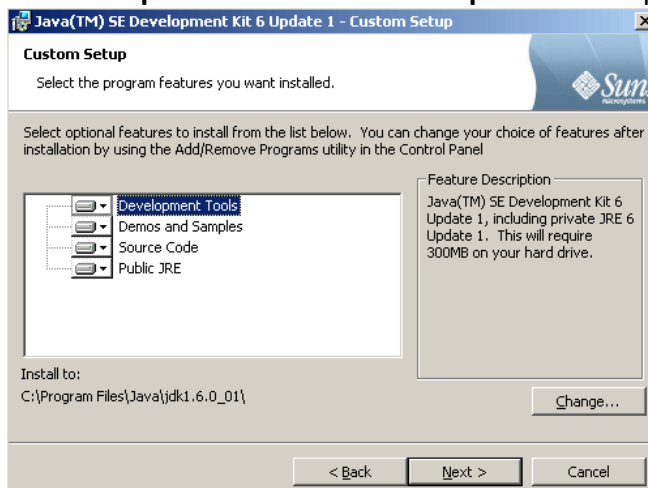 Java(TM) SE Development Kit 6 Update 1 - Custom Setup
Custom Setup
Select the program features you want installed.
Sun
microsystems
Select optional features to install from the list below. You can change your choice of features after
installation by using the Add/Remove Programs utility in the Control Panel
Development Tools
Demos and Samples
Source Code
Public JRE
Feature Description
Java(TM) SE Development Kit 6
Update 1, including private JRE 6
Update 1. This will require
300MB on your hard drive.
Install to:
C:\Program Files\Java\jdk1.6.0_01\
Change...
< Back
Next >
Cancel